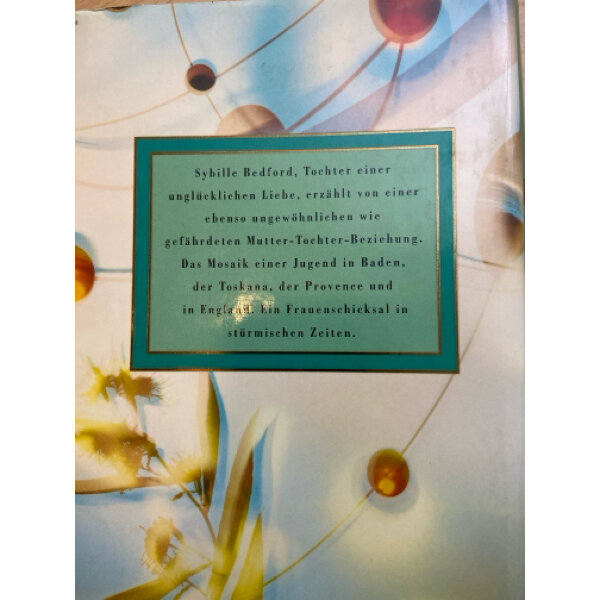 Sybille Bedford, Tochter einer
unglücklichen Liebe, erzählt von einer
ebenso ungewöhnlichen wie
gefährdeten Mutter-Tochter-Beziehung.
Das Mosaik einer Jugend in Baden,
der Toskana, der Provence und
in England. Ein Frauenschicksal in
stürmischen Zeiten.